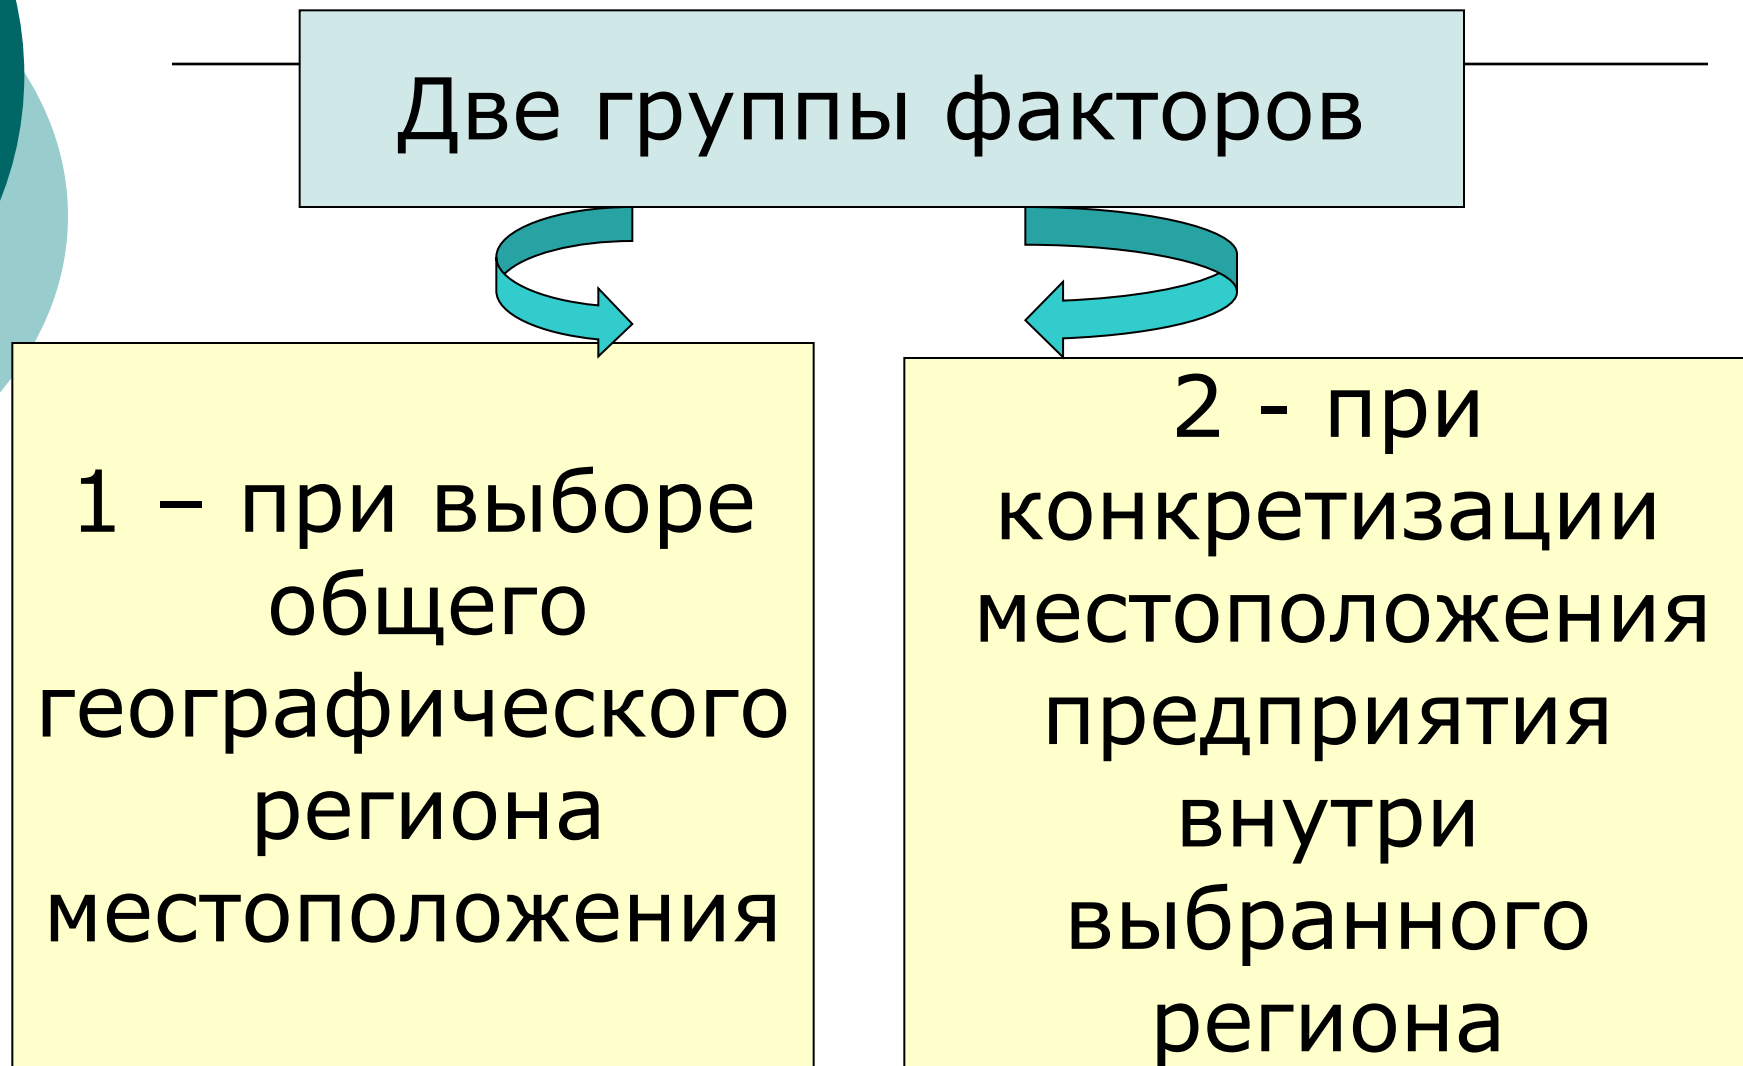 Две группы факторов
1 – при выборе
общего
географического
региона
местоположения
2 - при
конкретизации
местоположения
предприятия
внутри
выбранного
региона